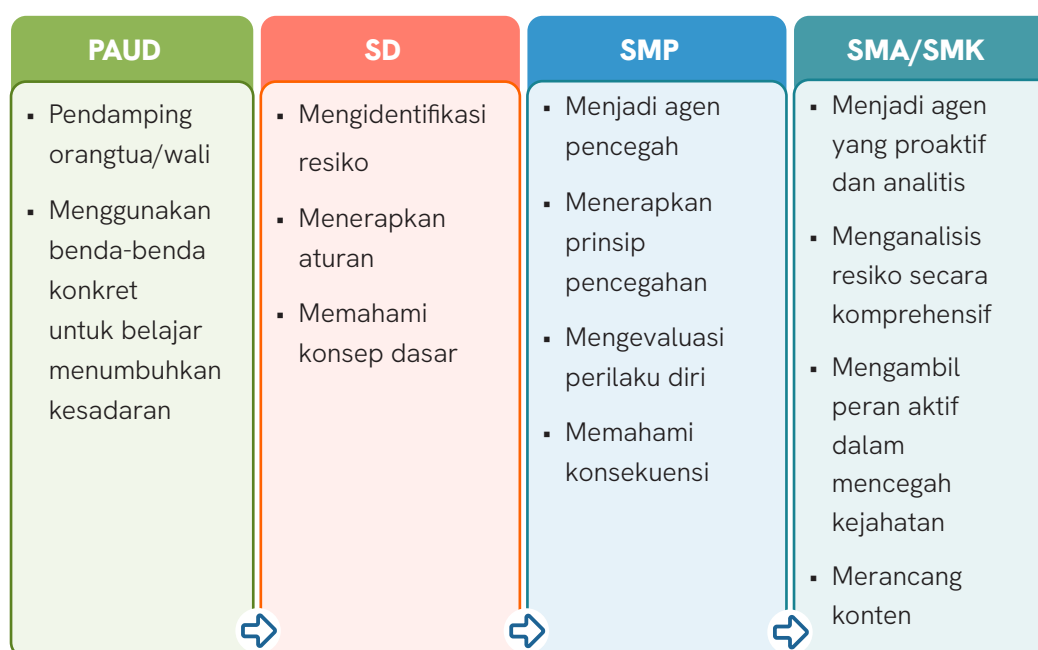 PAUD
▪ Pendamping
orangtua/wali
▪ Menggunakan
benda-benda
konkret
untuk belajar
menumbuhkan
kesadaran
SD
▪ Mengidentifikasi
resiko
▪ Menerapkan
aturan
▪ Memahami
konsep dasar
SMP
▪ Menjadi agen
pencegah
▪ Menerapkan
prinsip
pencegahan
▪ Mengevaluasi
perilaku diri
▪ Memahami
konsekuensi
SMA/SMK
▪ Menjadi agen
yang proaktif
dan analitis
▪ Menganalisis
resiko secara
komprehensif
▪ Mengambil
peran aktif
dalam
mencegah
kejahatan
▪ Merancang
konten